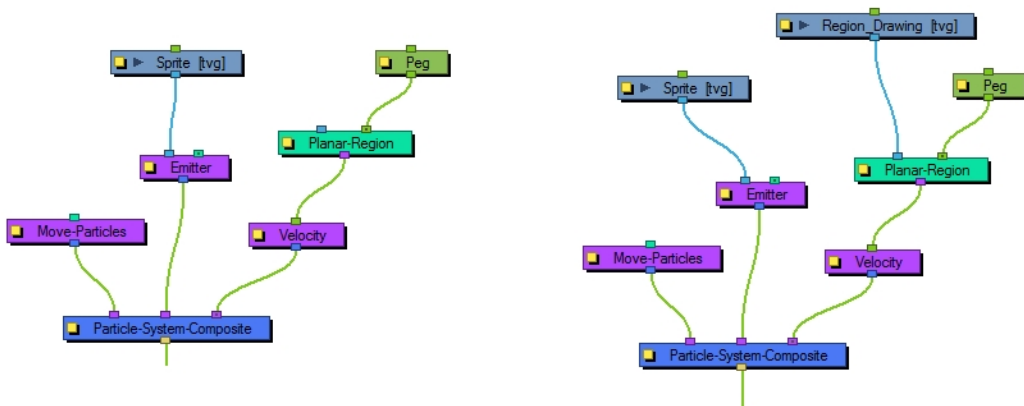 Sprite [tvg]
Peg
Planar-Region
Emitter
Move-Particles
Velocity
Particle-System-Composite
Region_Drawing [tvg]
Sprite [tvg]
Peg
Planar-Region
Emitter
Move-Particles
Velocity
Particle-System-Composite